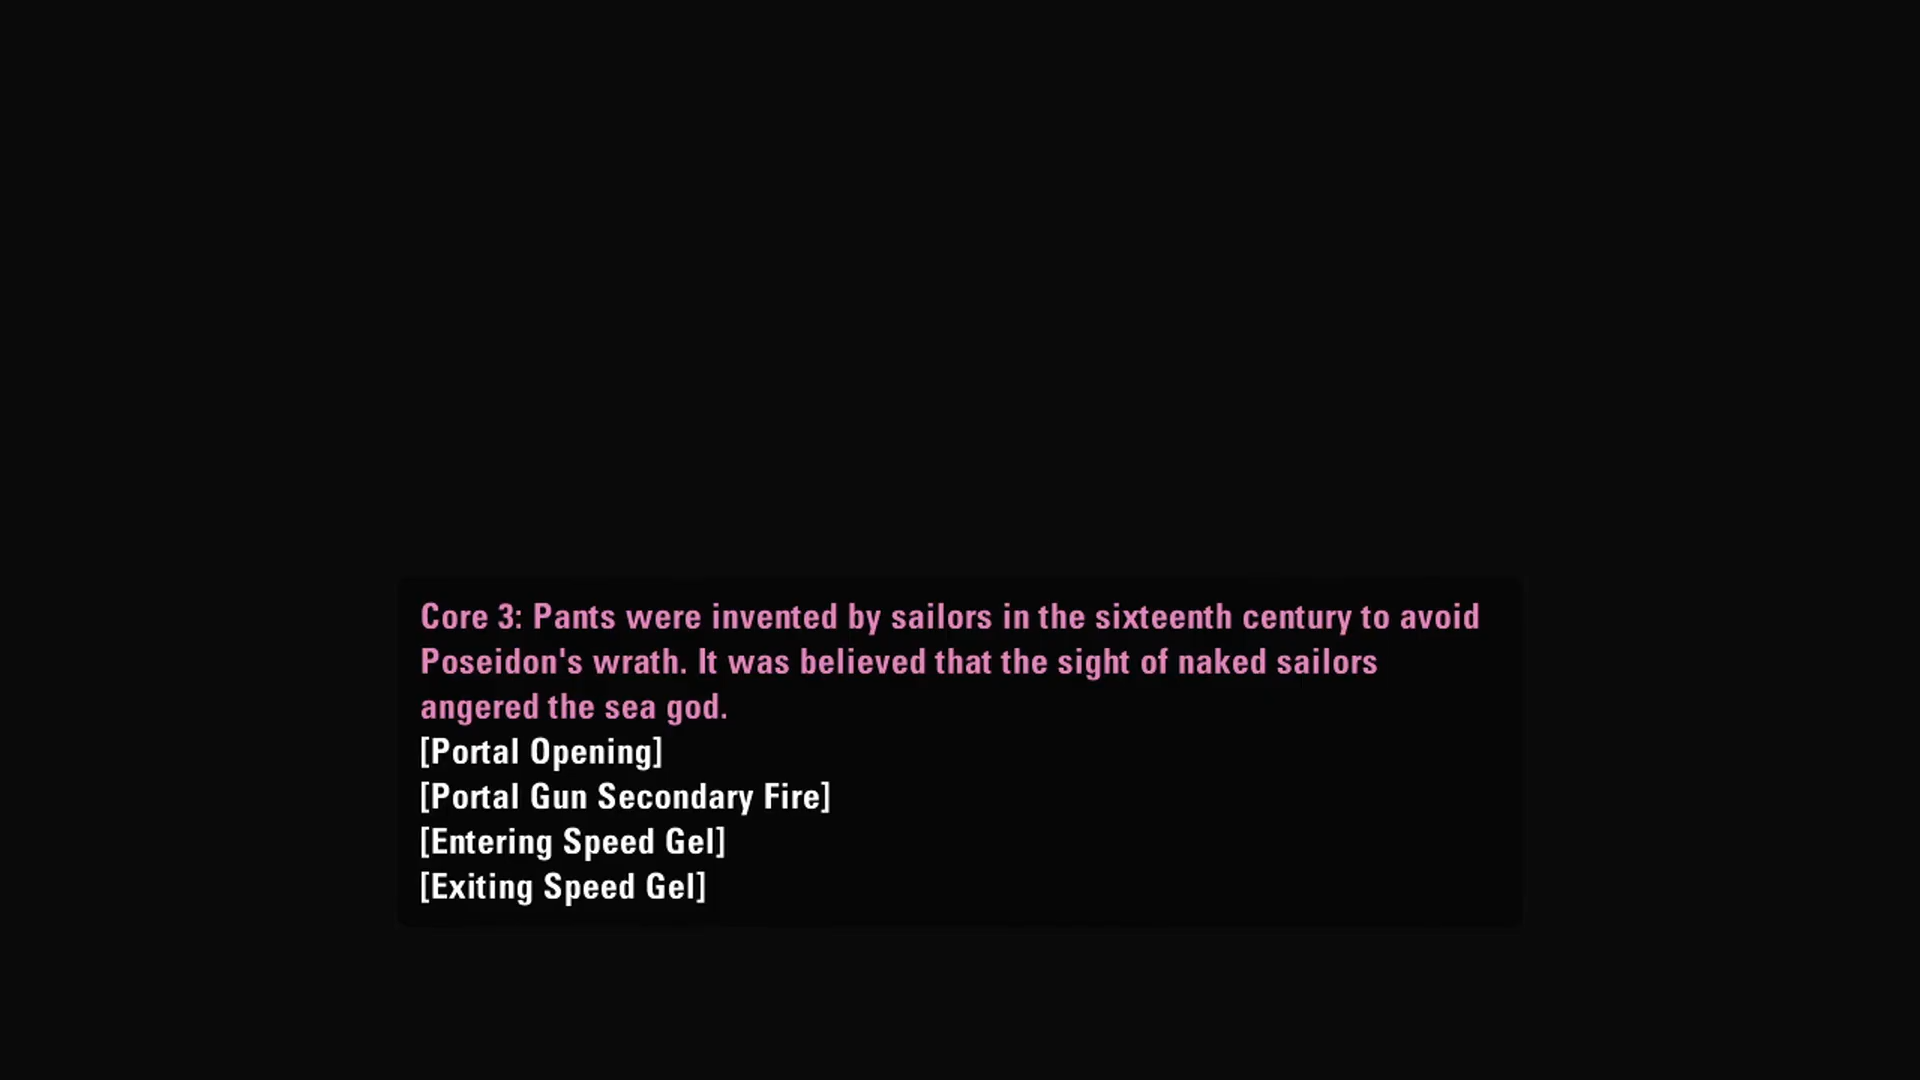 Core 3: Pants were invented by sailors in the sixteenth century to avoid
Poseidon's wrath. It was believed that the sight of naked sailors
angered the sea god.
[Portal Opening]
[Portal Gun Secondary Fire]
[Entering Speed Gel]
[Exiting Speed Gel]